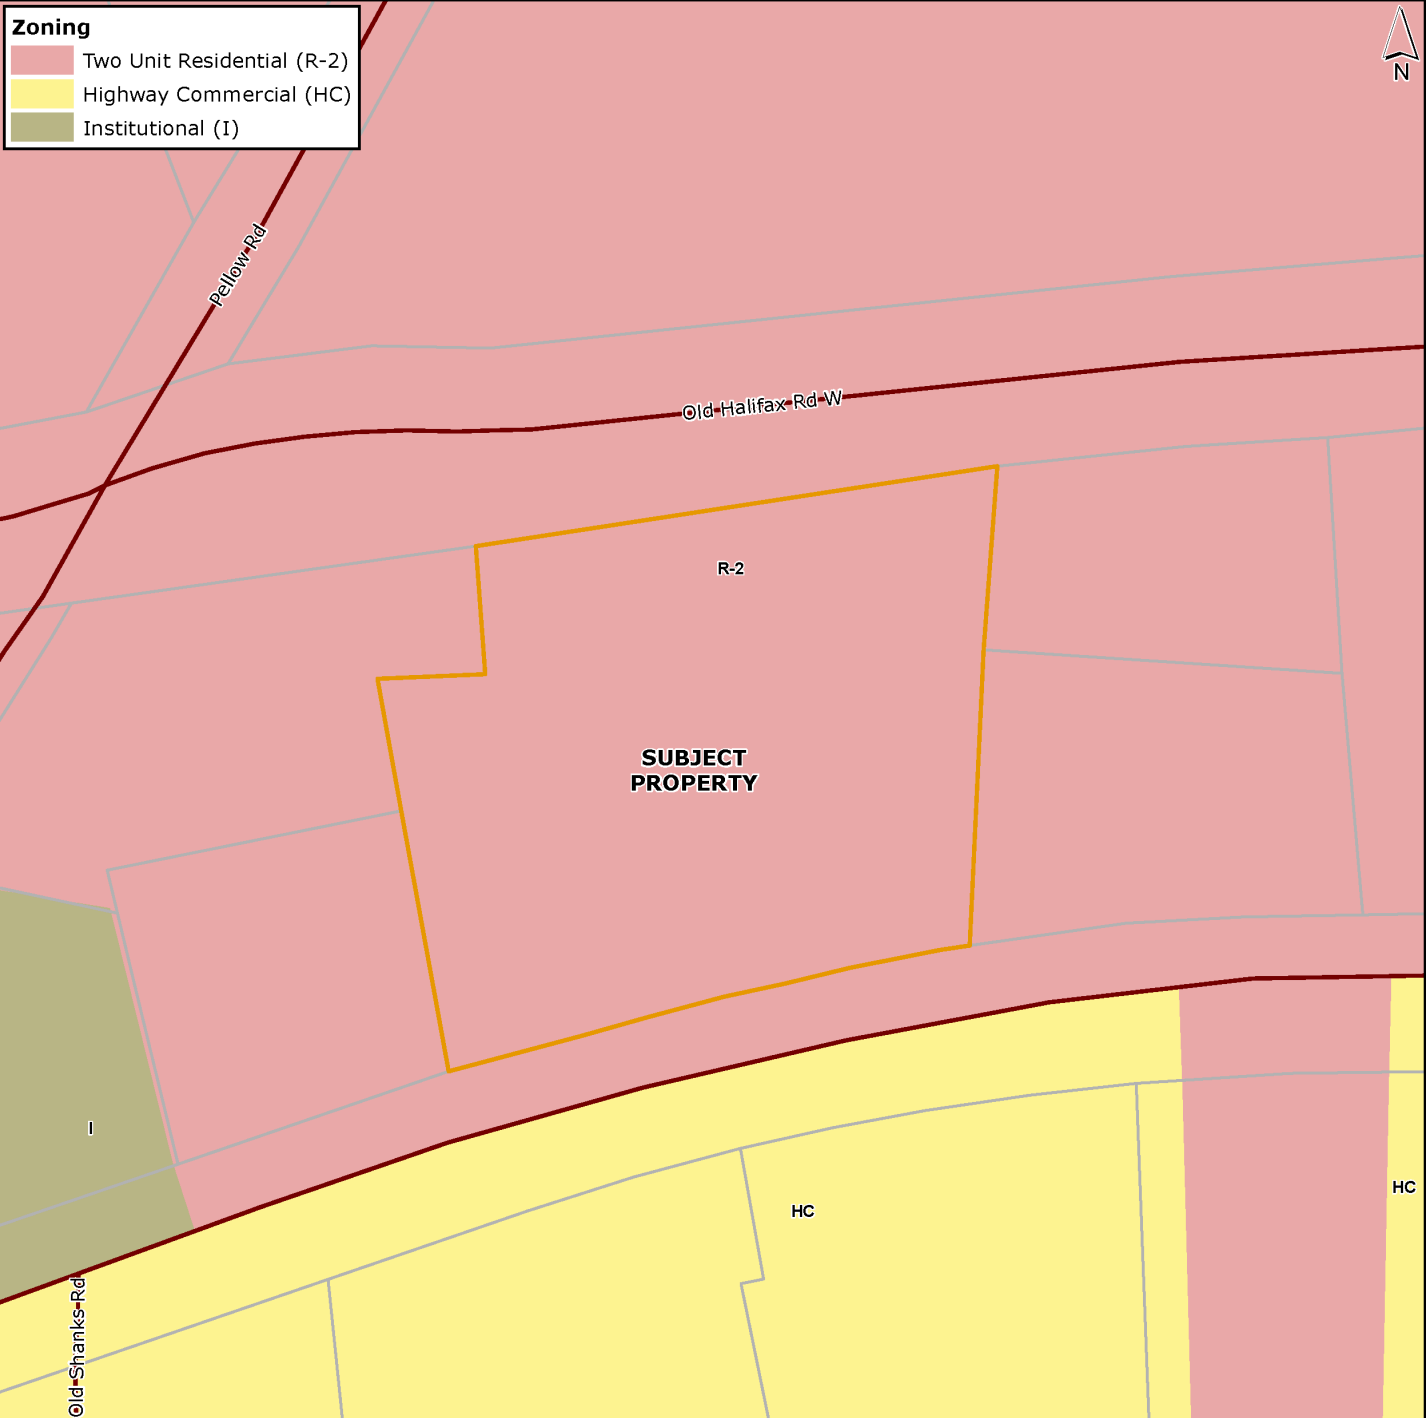 Zoning
Two Unit Residential (R-2)
Highway Commercial (HC)
Institutional (I)
N
Pellow Rd
Old Halifax Rd W
R-2
SUBJECT
PROPERTY
I
HC
HC
Old Shanks Rd